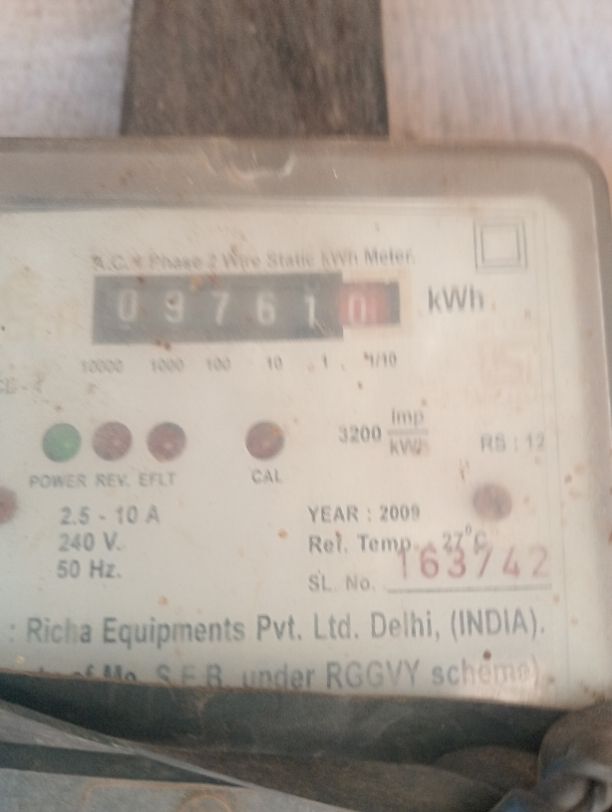 A.C. 1 Phase 2 Wire Static kWh Meter.
0 9 7 6 1 0 kWh
10000 1000 100 10 1 1/10
3200 imp/kWh
RS : 12
POWER REV. EFLT CAL
2.5 - 10 A
240 V.
50 Hz.
YEAR : 2009
Ref. Temp. : 27°C
SL. No. 163742
: Richa Equipments Pvt. Ltd. Delhi, (INDIA).
of S.E.B. under RGGVY scheme)